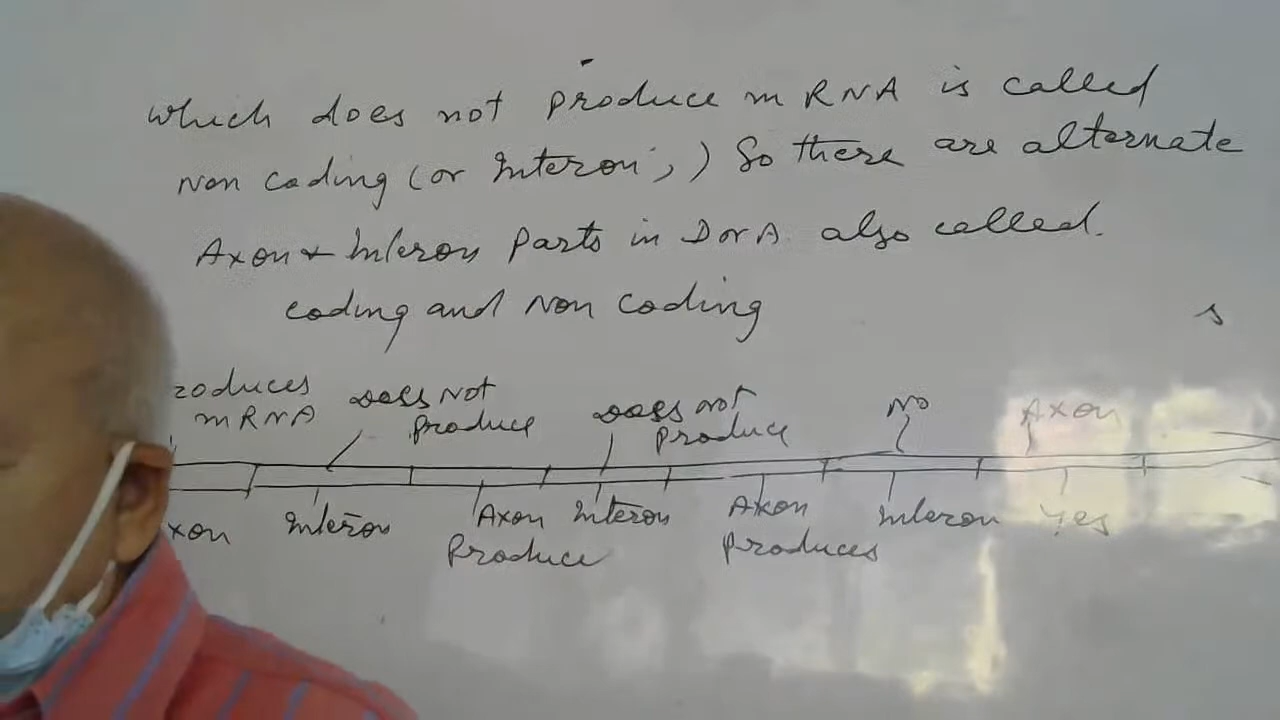 which does not produce mRNA is called
Non coding (or Interon,) So there are alternate
Axon & Interon Parts in DNA also called.
coding and Non coding
s
roduces Does Not Does not No Axon
mRNA Produce Produce
xon Interon Axon Interon Axon Interon Yes
Produce Produces